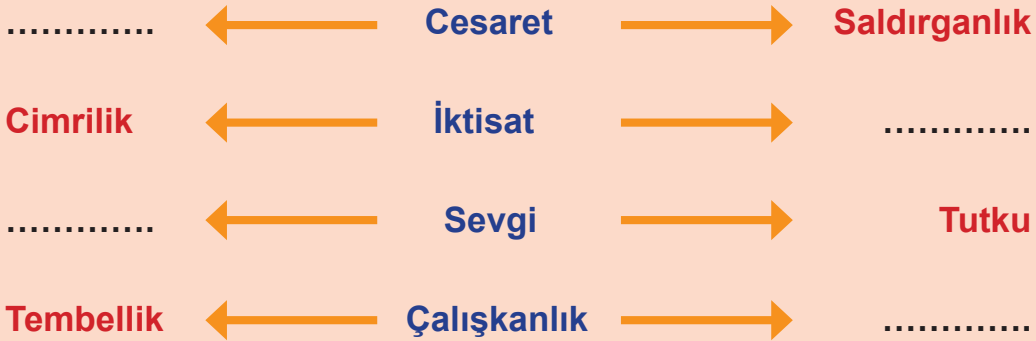 …………. Cesaret Saldırganlık
Cimrilik İktisat ………….
…………. Sevgi Tutku
Tembellik Çalışkanlık ………….